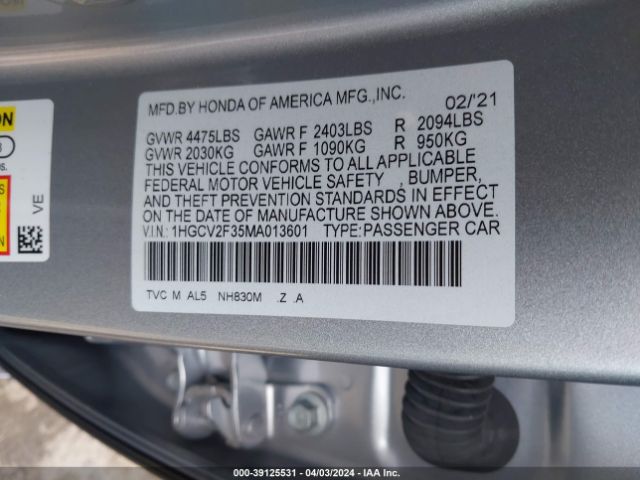 MFD.BY HONDA OF AMERICA MFG.,INC. 02/'21
GVWR 4475LBS GAWR F 2403LBS R 2094LBS
GVWR 2030KG GAWR F 1090KG R 950KG
THIS VEHICLE CONFORMS TO ALL APPLICABLE
FEDERAL MOTOR VEHICLE SAFETY , BUMPER,
AND THEFT PREVENTION STANDARDS IN EFFECT
ON THE DATE OF MANUFACTURE SHOWN ABOVE.
V.I.N.: 1HGCV2F35MA013601 TYPE:PASSENGER CAR
TVC M AL5 NH830M .Z .A
VE
000-39125531 - 04/03/2024 - IAA Inc.